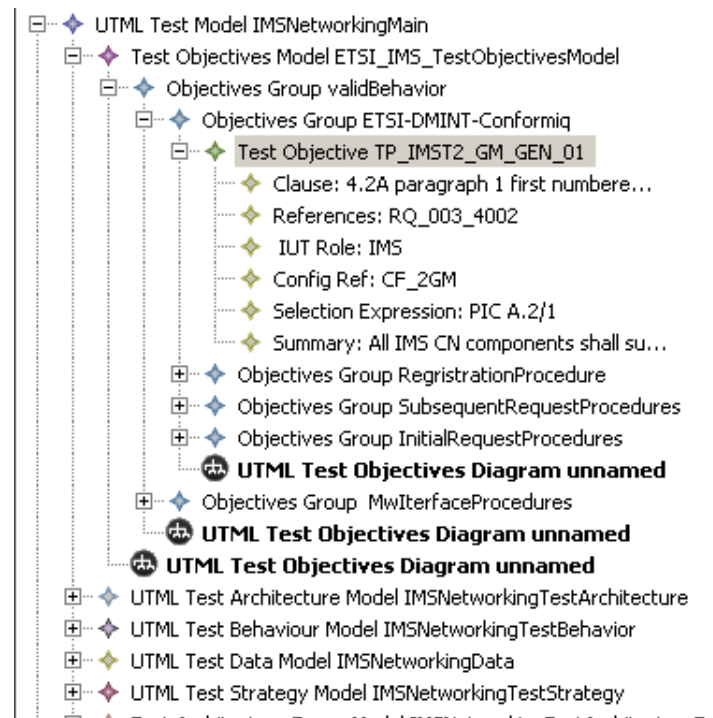 UTML Test Model IMSNetworkingMain
Test Objectives Model ETSI_IMS_TestObjectivesModel
Objectives Group validBehavior
Objectives Group ETSI-DMINT-Conformiq
Test Objective TP_IMST2_GM_GEN_01
Clause: 4.2A paragraph 1 first numbere...
References: RQ_003_4002
IUT Role: IMS
Config Ref: CF_2GM
Selection Expression: PIC A.2/1
Summary: All IMS CN components shall su...
Objectives Group RegristrationProcedure
Objectives Group SubsequentRequestProcedures
Objectives Group InitialRequestProcedures
UTML Test Objectives Diagram unnamed
Objectives Group MwIterfaceProcedures
UTML Test Objectives Diagram unnamed
UTML Test Objectives Diagram unnamed
UTML Test Architecture Model IMSNetworkingTestArchitecture
UTML Test Behaviour Model IMSNetworkingTestBehavior
UTML Test Data Model IMSNetworkingData
UTML Test Strategy Model IMSNetworkingTestStrategy